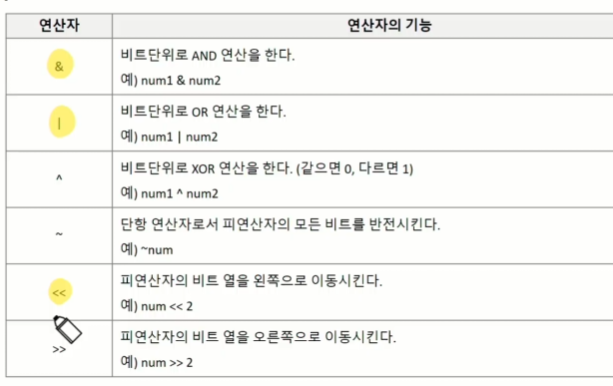 연산자 연산자의 기능
& 비트단위로 AND 연산을 한다.
예) num1 & num2
| 비트단위로 OR 연산을 한다.
예) num1 | num2
^ 비트단위로 XOR 연산을 한다. (같으면 0, 다르면 1)
예) num1 ^ num2
~ 단항 연산자로서 피연산자의 모든 비트를 반전시킨다.
예) ~num
<< 피연산자의 비트 열을 왼쪽으로 이동시킨다.
예) num << 2
>> 피연산자의 비트 열을 오른쪽으로 이동시킨다.
예) num >> 2